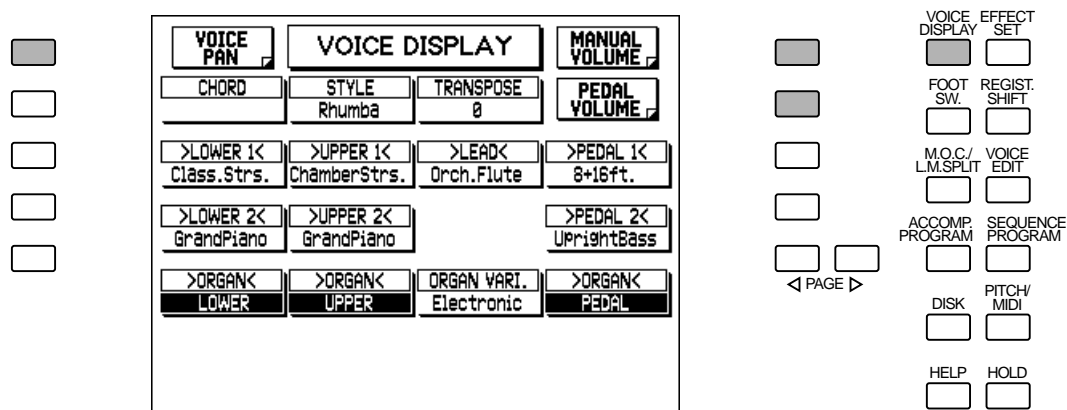 VOICE
PAN
VOICE DISPLAY
MANUAL
VOLUME
CHORD
STYLE
Rhumba
TRANSPOSE
0
PEDAL
VOLUME
>LOWER 1<
Class.Strs.
>UPPER 1<
ChamberStrs.
>LEAD<
Orch.Flute
>PEDAL 1<
8+16ft.
>LOWER 2<
GrandPiano
>UPPER 2<
GrandPiano
>PEDAL 2<
UprightBass
>ORGAN<
LOWER
>ORGAN<
UPPER
ORGAN VARI.
Electronic
>ORGAN<
PEDAL
PAGE
VOICE
DISPLAY
EFFECT
SET
FOOT
SW.
REGIST.
SHIFT
M.O.C./
L.M.SPLIT
VOICE
EDIT
ACCOMP.
PROGRAM
SEQUENCE
PROGRAM
DISK
PITCH/
MIDI
HELP
HOLD